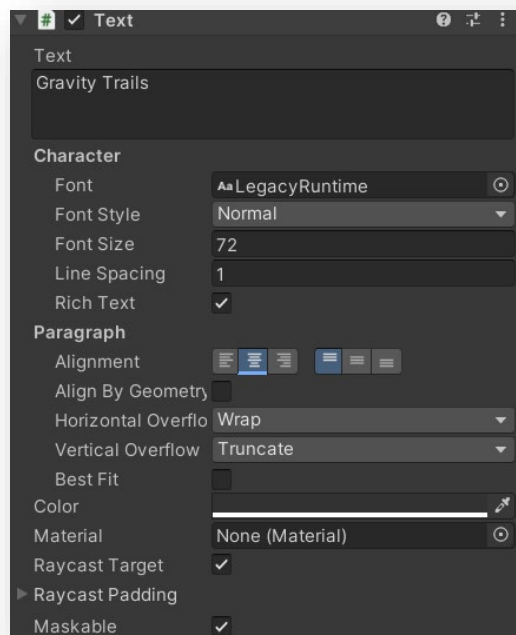 Text
Text
Gravity Trails
Character
Font AaLegacyRuntime
Font Style Normal
Font Size 72
Line Spacing 1
Rich Text
Paragraph
Alignment
Align By Geometry
Horizontal Overflo Wrap
Vertical Overflow Truncate
Best Fit
Color
Material None (Material)
Raycast Target
Raycast Padding
Maskable